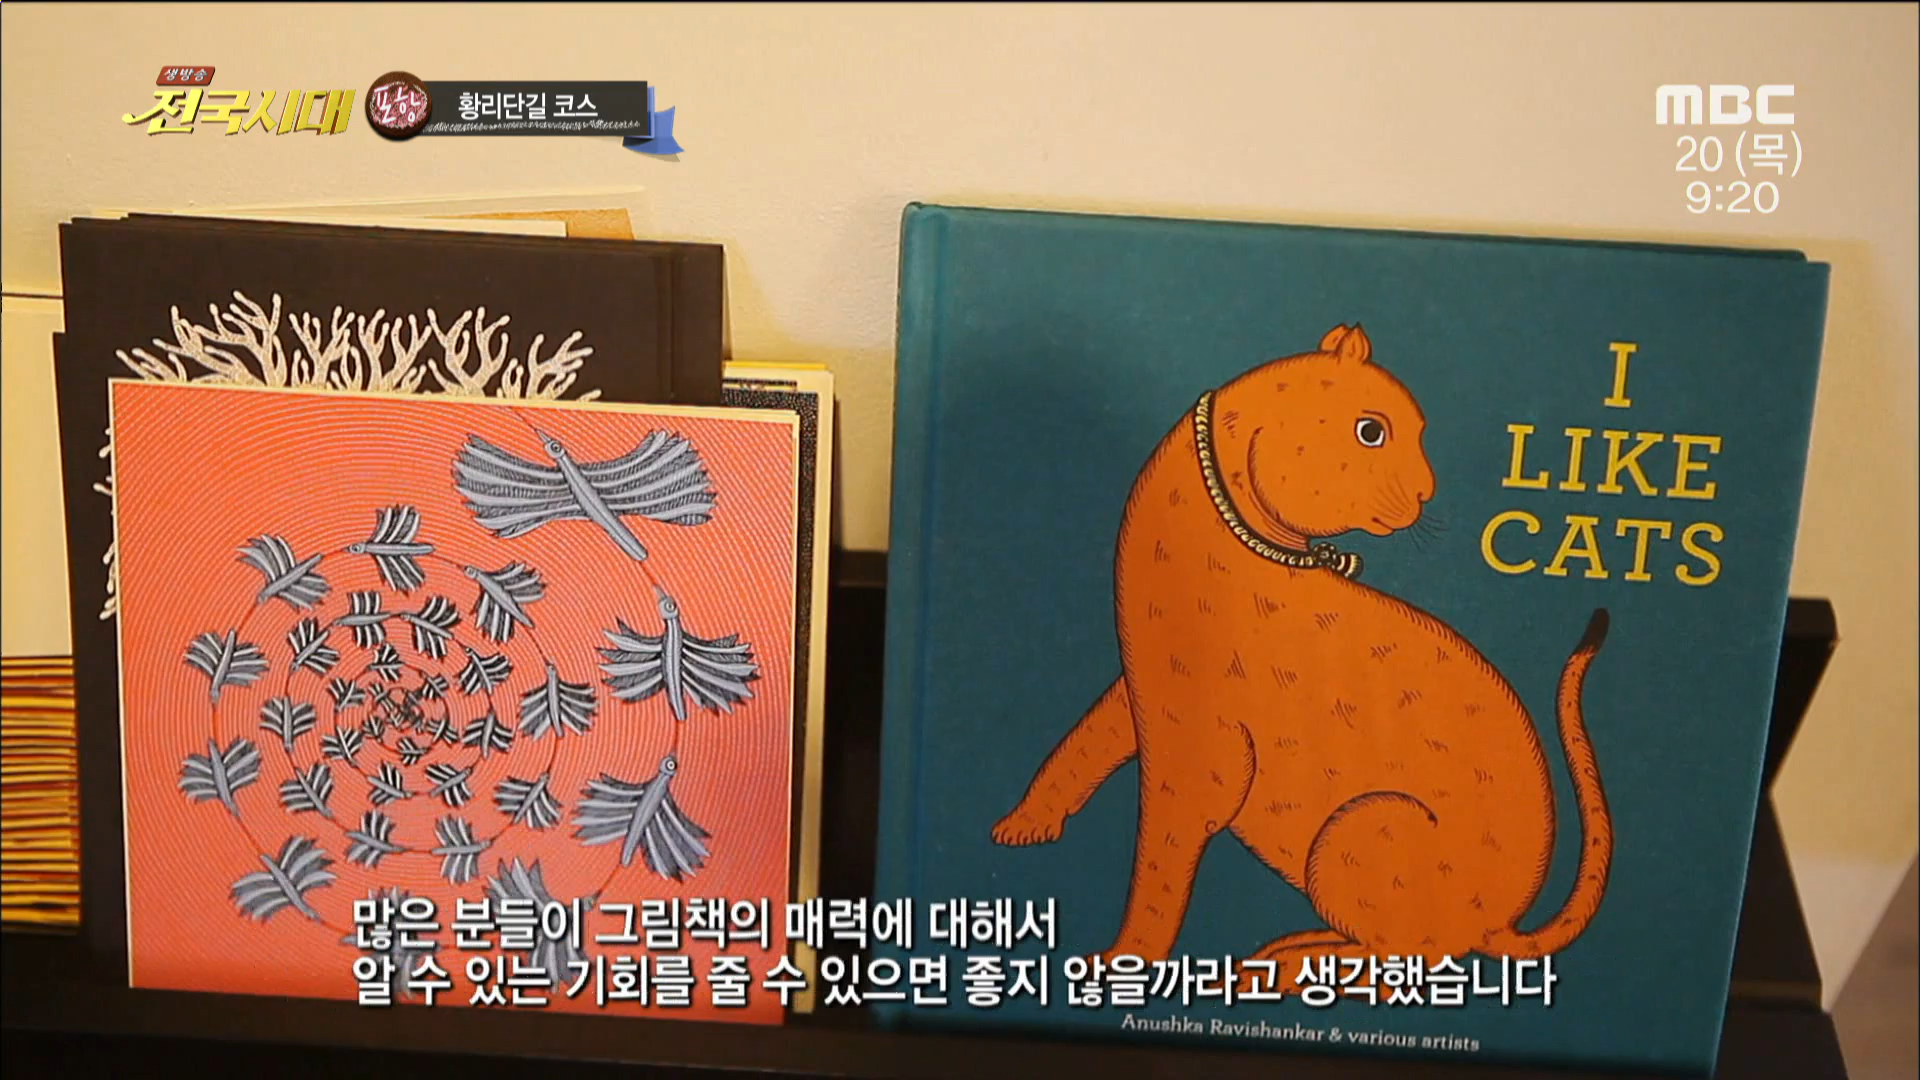 생방송
전국시대
포항
황리단길 코스
MBC
20 (목)
9:20
I
LIKE
CATS
많은 분들이 그림책의 매력에 대해서
알 수 있는 기회를 줄 수 있으면 좋지 않을까라고 생각했습니다
Anushka Ravishankar & various artists